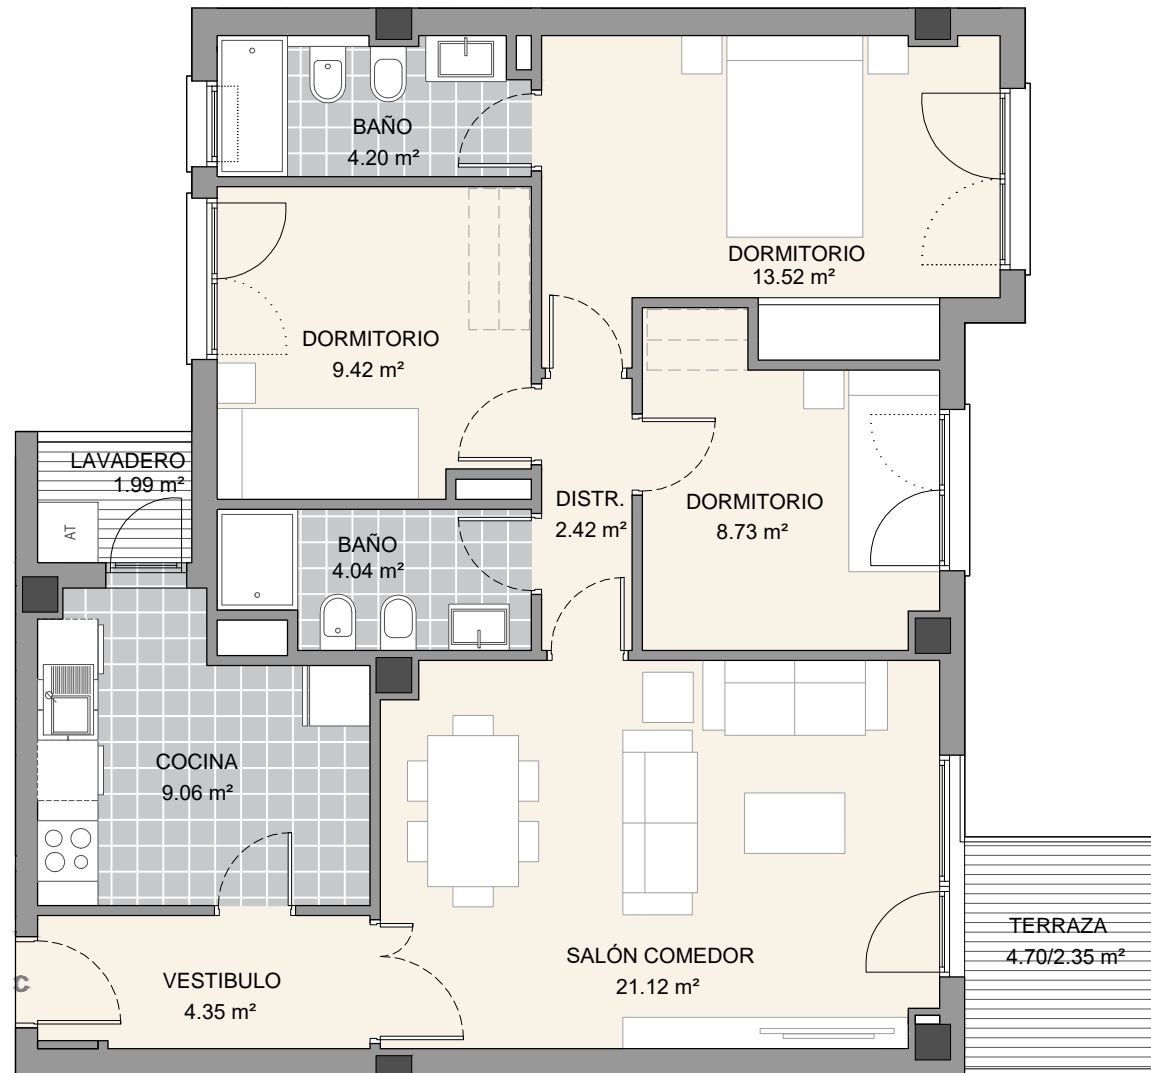 BAÑO
4.20 m²
DORMITORIO
13.52 m²
DORMITORIO
9.42 m²
LAVADERO
1.99 m²
AT
DISTR.
2.42 m²
DORMITORIO
8.73 m²
BAÑO
4.04 m²
COCINA
9.06 m²
SALÓN COMEDOR
21.12 m²
TERRAZA
4.70/2.35 m²
VESTIBULO
4.35 m²
C